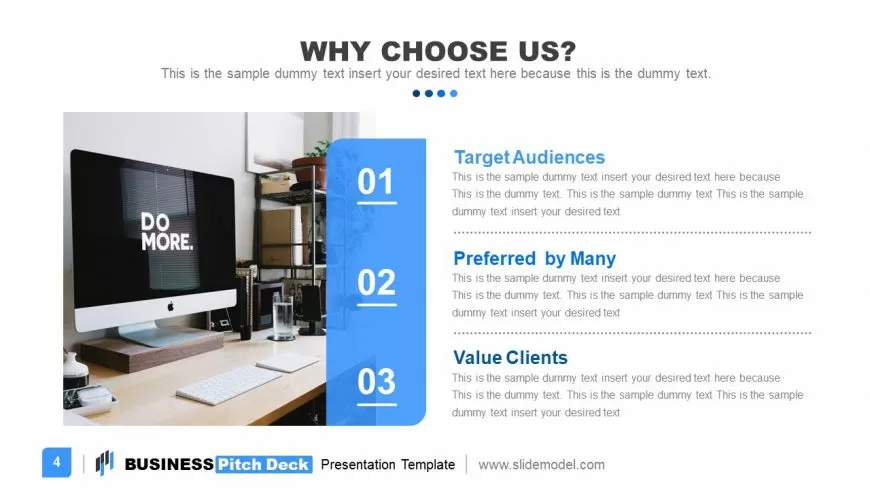 WHY CHOOSE US?
This is the sample dummy text insert your desired text here because this is the dummy text.
DO
MORE.
01
Target Audiences
This is the sample dummy text insert your desired text here because
This is the dummy text. This is the sample dummy text This is the sample
dummy text insert your desired text
02
Preferred by Many
This is the sample dummy text insert your desired text here because
This is the dummy text. This is the sample dummy text This is the sample
dummy text insert your desired text
03
Value Clients
This is the sample dummy text insert your desired text here because
This is the dummy text. This is the sample dummy text This is the sample
dummy text insert your desired text
4 BUSINESS Pitch Deck Presentation Template www.slidemodel.com